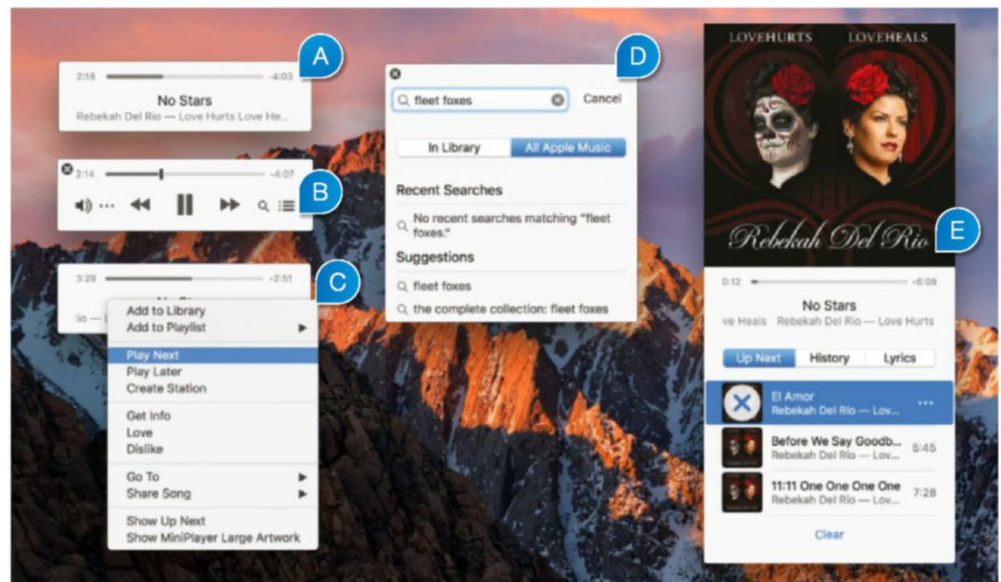 A
2:18 -4:03
No Stars
Rebekah Del Rio — Love Hurts Love He...
B
2:14 -4:07
C
3:29 -2:51
Add to Library
Add to Playlist
Play Next
Play Later
Create Station
Get Info
Love
Dislike
Go To
Share Song
Show Up Next
Show MiniPlayer Large Artwork
D
fleet foxes Cancel
In Library All Apple Music
Recent Searches
No recent searches matching "fleet
foxes."
Suggestions
fleet foxes
the complete collection: fleet foxes
LOVEHURTS LOVEHEALS
Rebekah Del Rio
E
0:12 -6:08
No Stars
ve Heals Rebekah Del Rio — Love Hurts
Up Next History Lyrics
El Amor
Rebekah Del Rio — Lov...
Before We Say Goodb... 5:45
Rebekah Del Rio — Lov...
11:11 One One One One 7:28
Rebekah Del Rio — Lov...
Clear